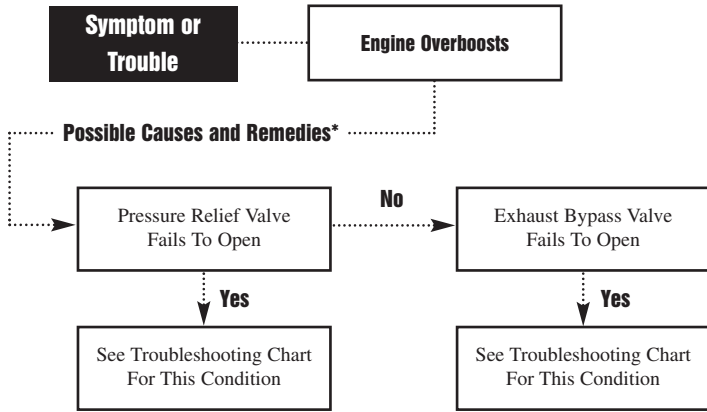 Symptom or
Trouble
Engine Overboosts
Possible Causes and Remedies*
Pressure Relief Valve
Fails To Open
No
Exhaust Bypass Valve
Fails To Open
Yes
Yes
See Troubleshooting Chart
For This Condition
See Troubleshooting Chart
For This Condition